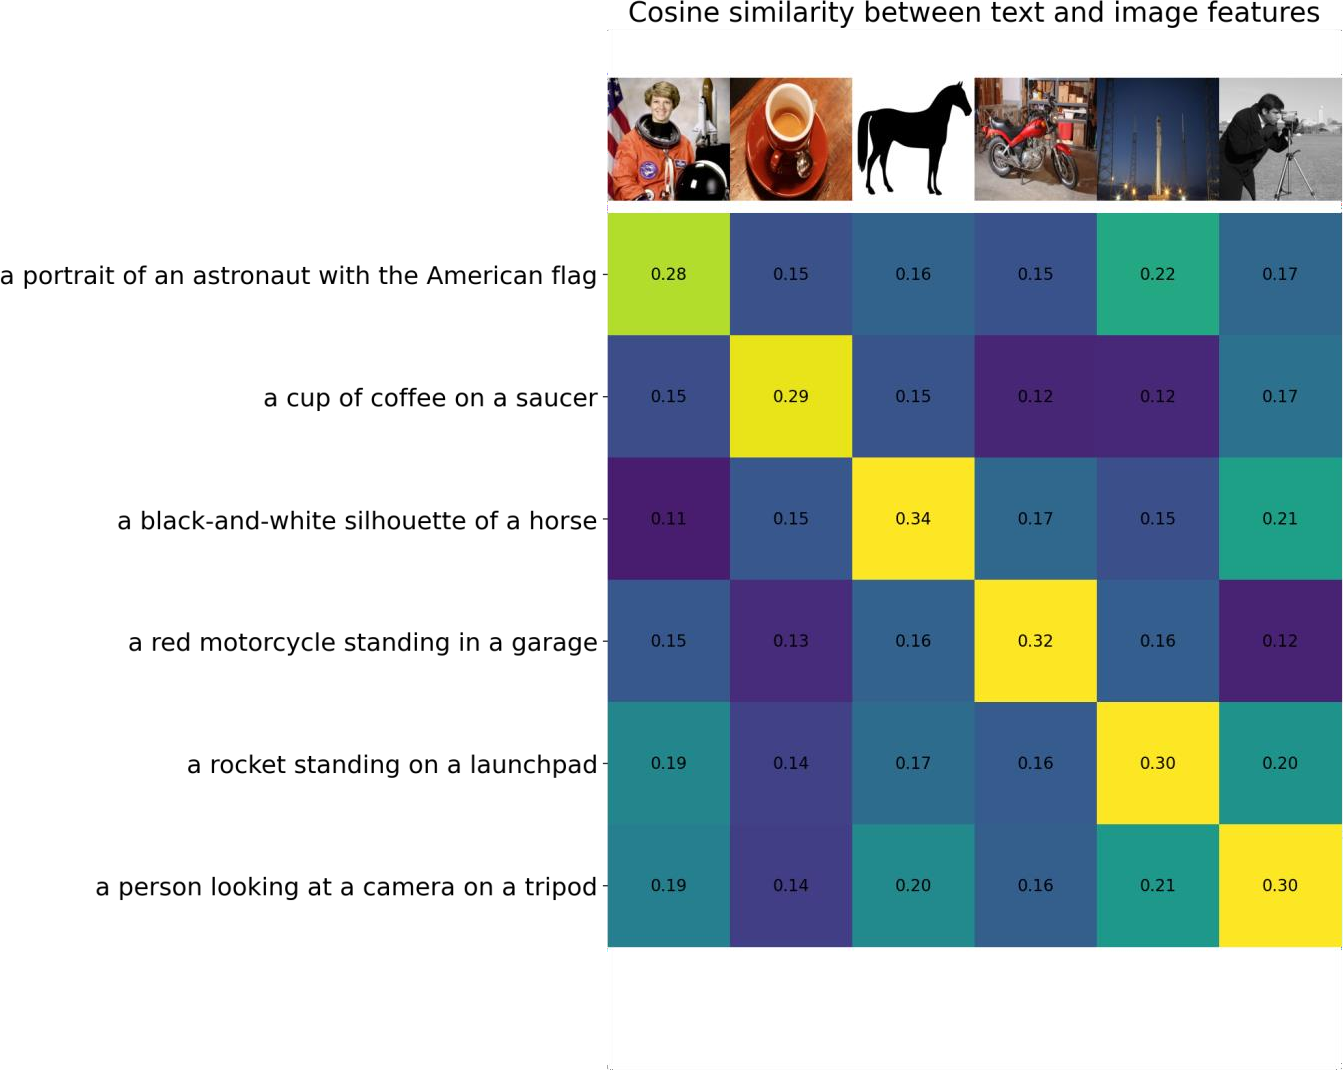 Cosine similarity between text and image features
a portrait of an astronaut with the American flag 0.28 0.15 0.16 0.15 0.22 0.17
a cup of coffee on a saucer 0.15 0.29 0.15 0.12 0.12 0.17
a black-and-white silhouette of a horse 0.11 0.15 0.34 0.17 0.15 0.21
a red motorcycle standing in a garage 0.15 0.13 0.16 0.32 0.16 0.12
a rocket standing on a launchpad 0.19 0.14 0.17 0.16 0.30 0.20
a person looking at a camera on a tripod 0.19 0.14 0.20 0.16 0.21 0.30